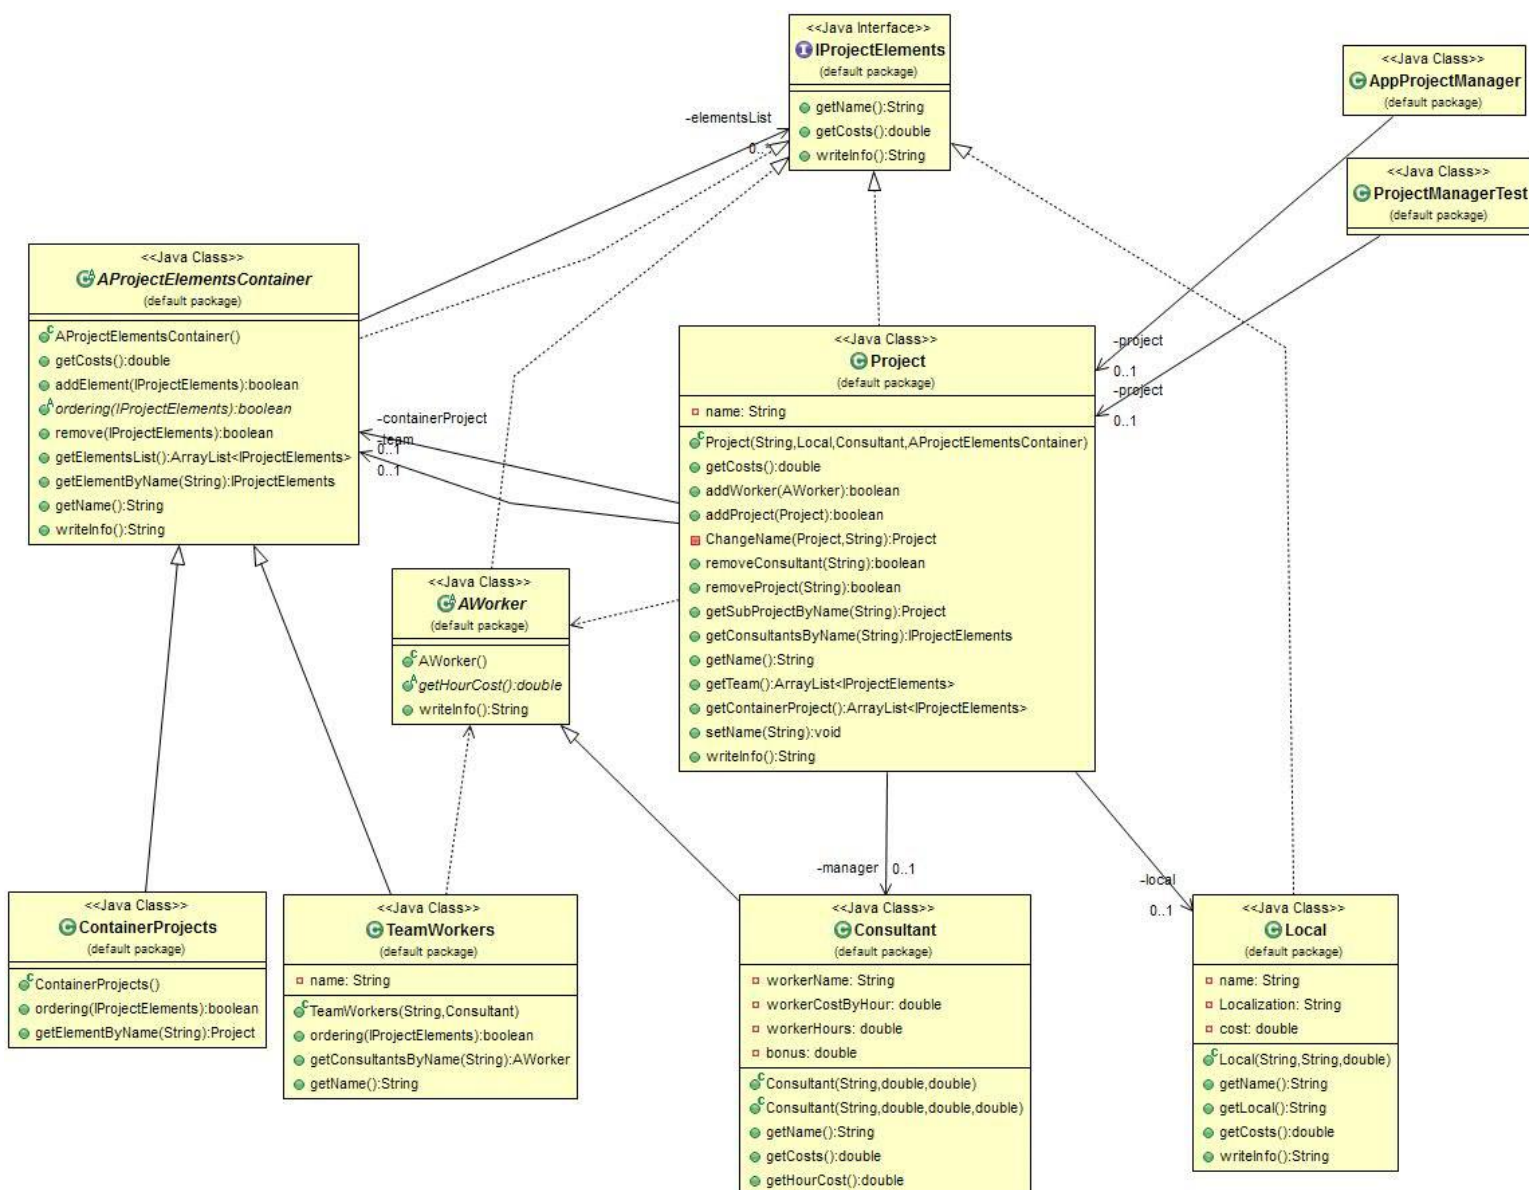 <<Java Interface>>
IProjectElements
(default package)
getName():String
getCosts():double
writeInfo():String
<<Java Class>>
AppProjectManager
(default package)
<<Java Class>>
ProjectManagerTest
(default package)
-elementsList
0..*
<<Java Class>>
AProjectElementsContainer
(default package)
AProjectElementsContainer()
getCosts():double
addElement(IProjectElements):boolean
ordering(IProjectElements):boolean
remove(IProjectElements):boolean
getElementsList():ArrayList<IProjectElements>
getElementByName(String):IProjectElements
getName():String
writeInfo():String
-containerProject
-team
0..1
0..1
<<Java Class>>
Project
(default package)
name: String
Project(String,Local,Consultant,AProjectElementsContainer)
getCosts():double
addWorker(AWorker):boolean
addProject(Project):boolean
ChangeName(Project,String):Project
removeConsultant(String):boolean
removeProject(String):boolean
getSubProjectByName(String):Project
getConsultantsByName(String):IProjectElements
getName():String
getTeam():ArrayList<IProjectElements>
getContainerProject():ArrayList<IProjectElements>
setName(String):void
writeInfo():String
-project
0..1
-project
0..1
<<Java Class>>
AWorker
(default package)
AWorker()
getHourCost():double
writeInfo():String
-manager 0..1
-local
0..1
<<Java Class>>
ContainerProjects
(default package)
ContainerProjects()
ordering(IProjectElements):boolean
getElementByName(String):Project
<<Java Class>>
TeamWorkers
(default package)
name: String
TeamWorkers(String,Consultant)
ordering(IProjectElements):boolean
getConsultantsByName(String):AWorker
getName():String
<<Java Class>>
Consultant
(default package)
workerName: String
workerCostByHour: double
workerHours: double
bonus: double
Consultant(String,double,double)
Consultant(String,double,double,double)
getName():String
getCosts():double
getHourCost():double
<<Java Class>>
Local
(default package)
name: String
Localization: String
cost: double
Local(String,String,double)
getName():String
getLocal():String
getCosts():double
writeInfo():String